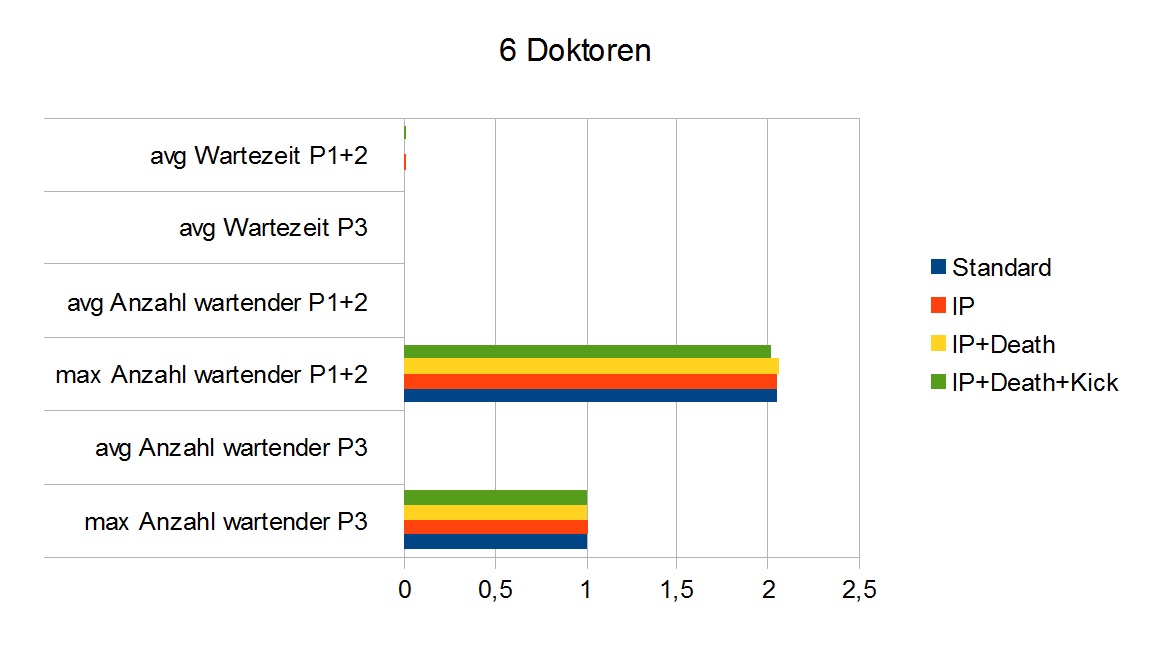 6 Doktoren
avg Wartezeit P1+2
avg Wartezeit P3
avg Anzahl wartender P1+2
max Anzahl wartender P1+2
avg Anzahl wartender P3
max Anzahl wartender P3
0 0,5 1 1,5 2 2,5
Standard
IP
IP+Death
IP+Death+Kick